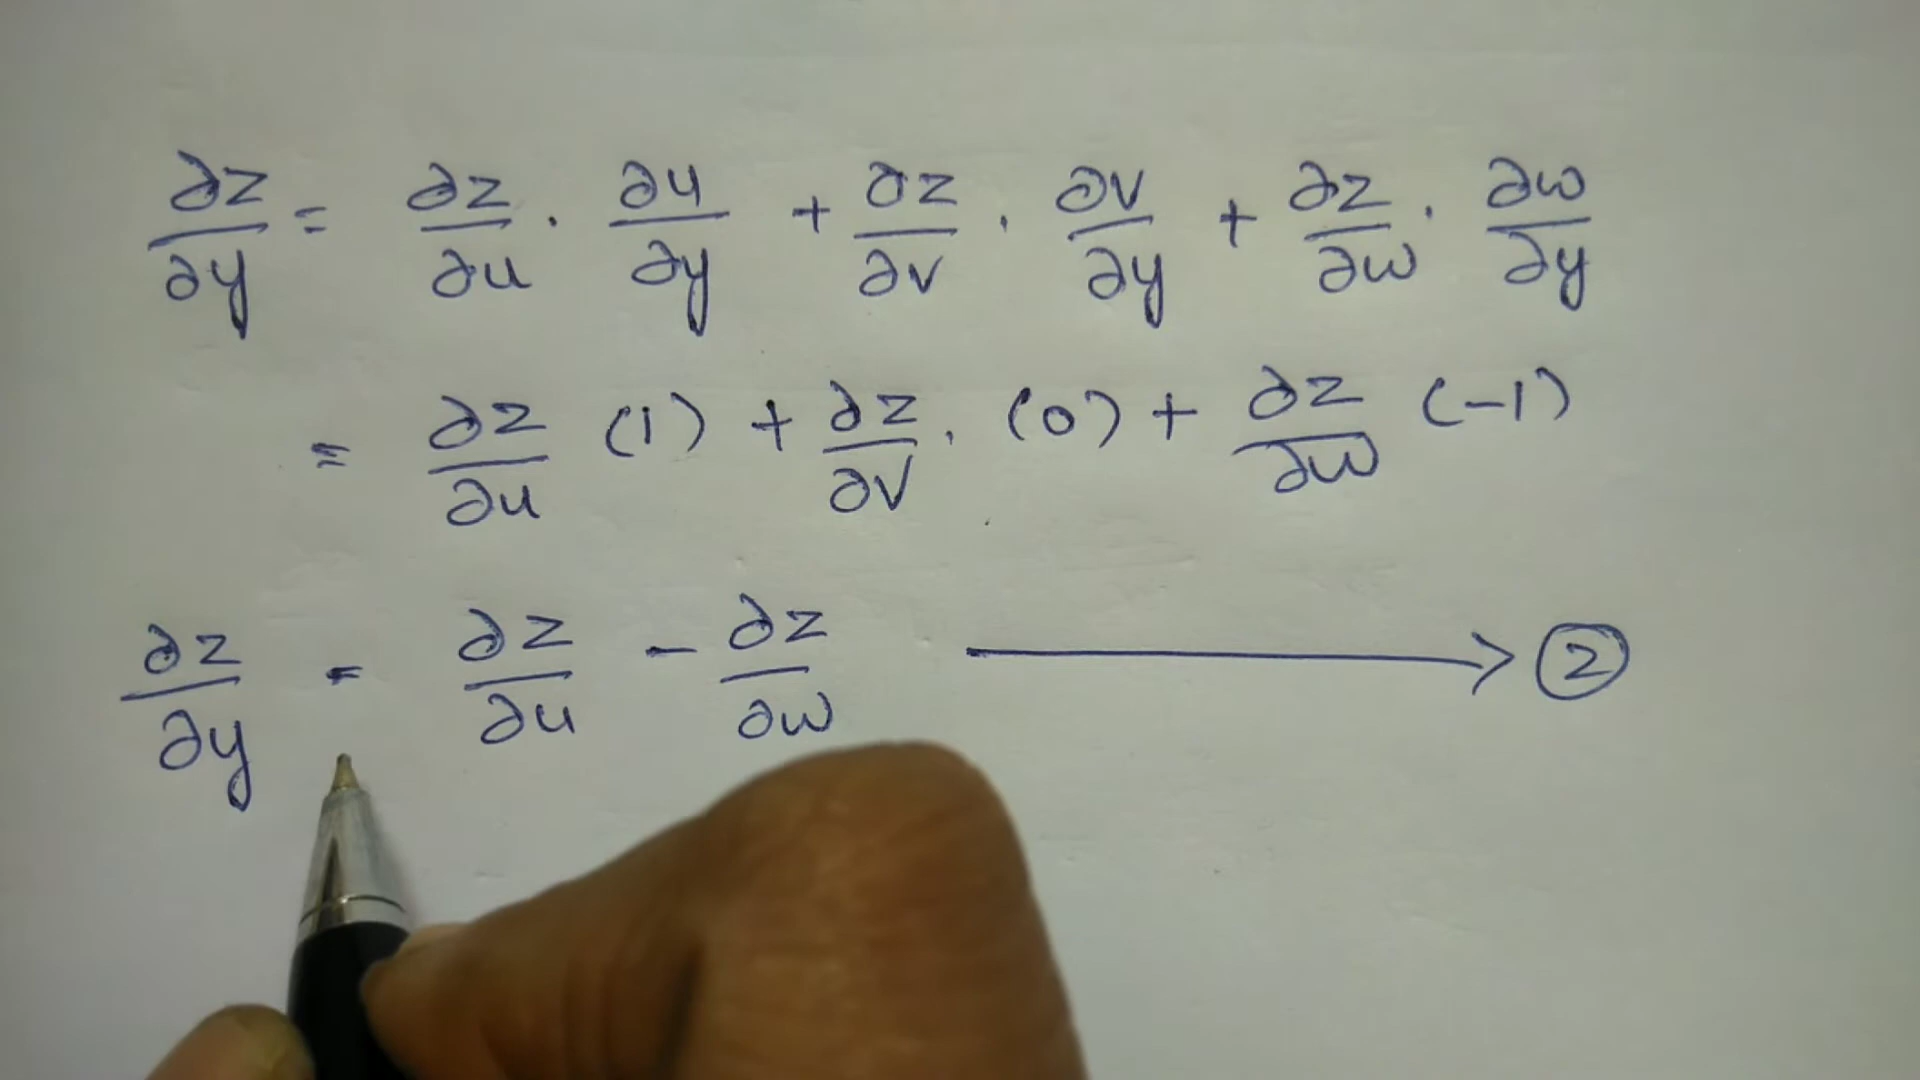 ∂z/∂y = ∂z/∂u · ∂u/∂y + ∂z/∂v · ∂v/∂y + ∂z/∂w · ∂w/∂y
= ∂z/∂u (1) + ∂z/∂v · (0) + ∂z/∂w (-1)
∂z/∂y = ∂z/∂u - ∂z/∂w ⟶ ②